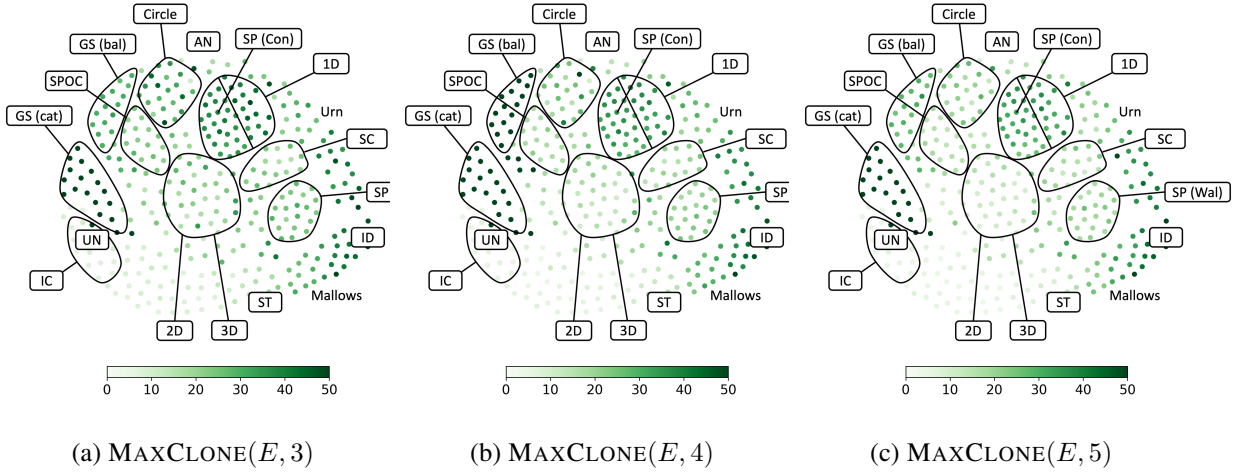 Circle
AN
SP (Con)
GS (bal)
1D
SPOC
Urn
GS (cat)
SC
SP
UN
ID
IC
Mallows
ST
2D
3D
0 10 20 30 40 50
(a) MAXCLONE(E, 3)
Circle
AN
SP (Con)
GS (bal)
1D
SPOC
Urn
GS (cat)
SC
SP
UN
ID
IC
Mallows
ST
2D
3D
0 10 20 30 40 50
(b) MAXCLONE(E, 4)
Circle
AN
SP (Con)
GS (bal)
1D
SPOC
Urn
GS (cat)
SC
SP (Wal)
UN
ID
IC
Mallows
ST
2D
3D
0 10 20 30 40 50
(c) MAXCLONE(E, 5)